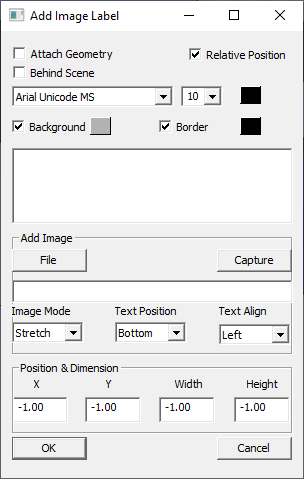 Add Image Label
Attach Geometry Relative Position
Behind Scene
Arial Unicode MS 10
Background Border
Add Image
File Capture
Image Mode Text Position Text Align
Stretch Bottom Left
Position & Dimension
X Y Width Height
-1.00 -1.00 -1.00 -1.00
OK Cancel